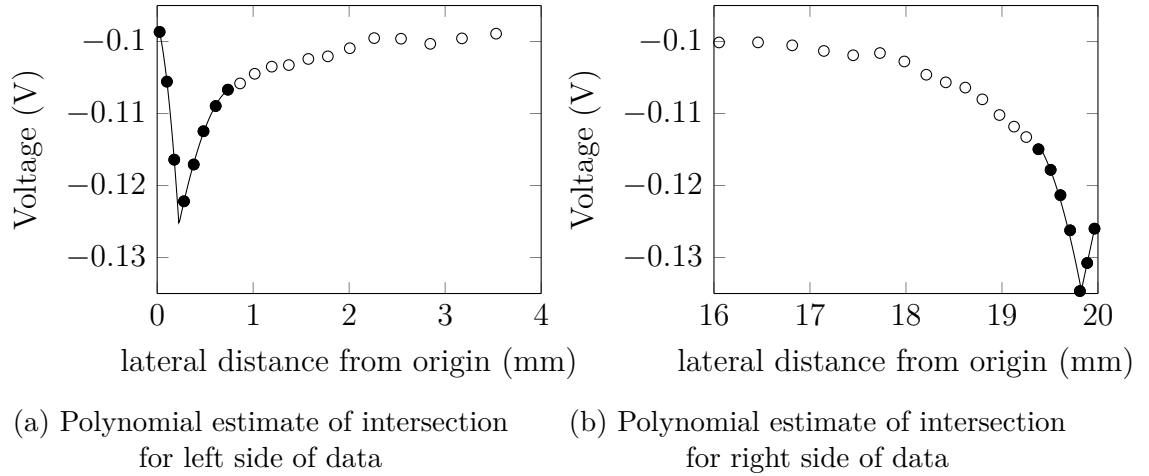 −0.1
−0.11
−0.12
−0.13
Voltage (V)
0 1 2 3 4
lateral distance from origin (mm)
(a) Polynomial estimate of intersection
for left side of data
−0.1
−0.11
−0.12
−0.13
Voltage (V)
16 17 18 19 20
lateral distance from origin (mm)
(b) Polynomial estimate of intersection
for right side of data